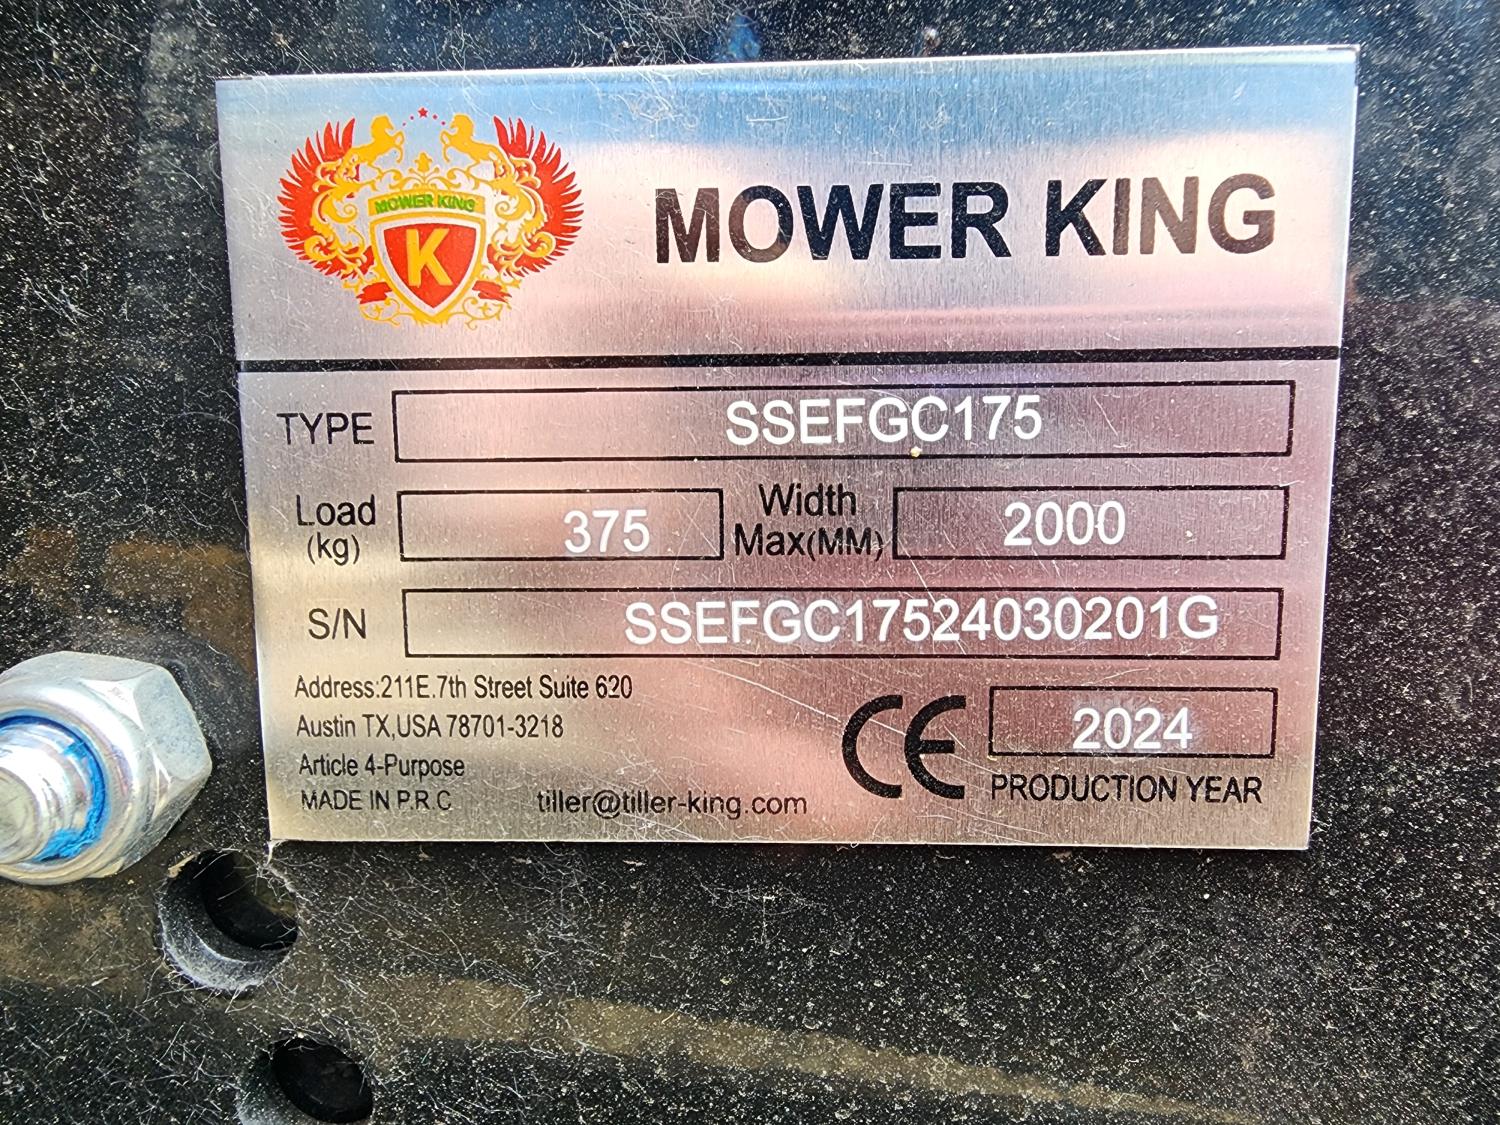 MOWER KING
K
MOWER KING
TYPE SSEFGC175
Load (kg) 375 Width Max(MM) 2000
S/N SSEFGC17524030201G
Address:211E.7th Street Suite 620
Austin TX,USA 78701-3218
Article 4-Purpose
MADE IN P.R.C tiller@tiller-king.com
CE 2024
PRODUCTION YEAR